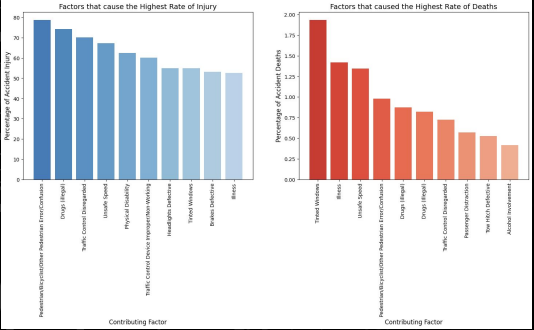 Factors that cause the Highest Rate of Injury
Percentage of Accident Injury
80
70
60
50
40
30
20
10
0
Pedestrian/Bicyclist/Other Pedestrian Error/Confusion
Drugs (illegal)
Traffic Control Disregarded
Unsafe Speed
Physical Disability
Traffic Control Device Improper/Non-Working
Headlights Defective
Tinted Windows
Brakes Defective
Illness
Contributing Factor
Factors that caused the Highest Rate of Deaths
Percentage of Accident Deaths
2.00
1.75
1.50
1.25
1.00
0.75
0.50
0.25
0.00
Tinted Windows
Illness
Unsafe Speed
Pedestrian/Bicyclist/Other Pedestrian Error/Confusion
Drugs (illegal)
Drugs (Illegal)
Traffic Control Disregarded
Passenger Distraction
Tow Hitch Defective
Alcohol Involvement
Contributing Factor